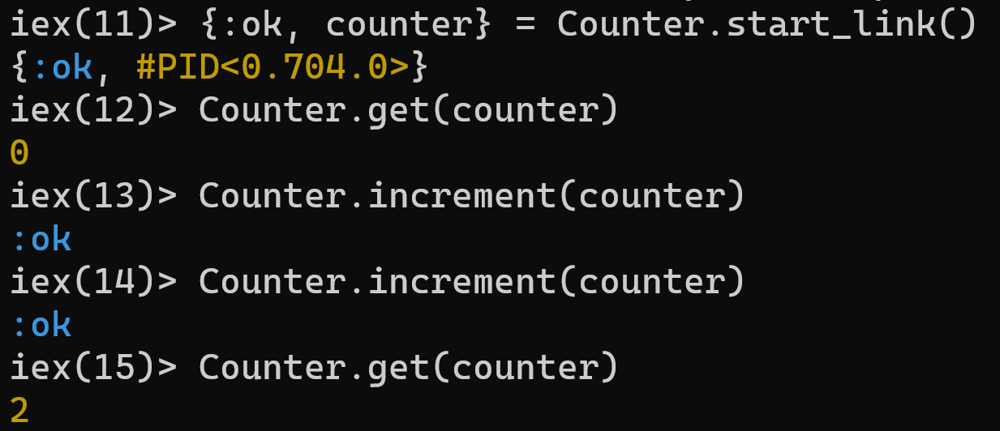 iex(11)> {:ok, counter} = Counter.start_link()
{:ok, #PID<0.704.0>}
iex(12)> Counter.get(counter)
0
iex(13)> Counter.increment(counter)
:ok
iex(14)> Counter.increment(counter)
:ok
iex(15)> Counter.get(counter)
2